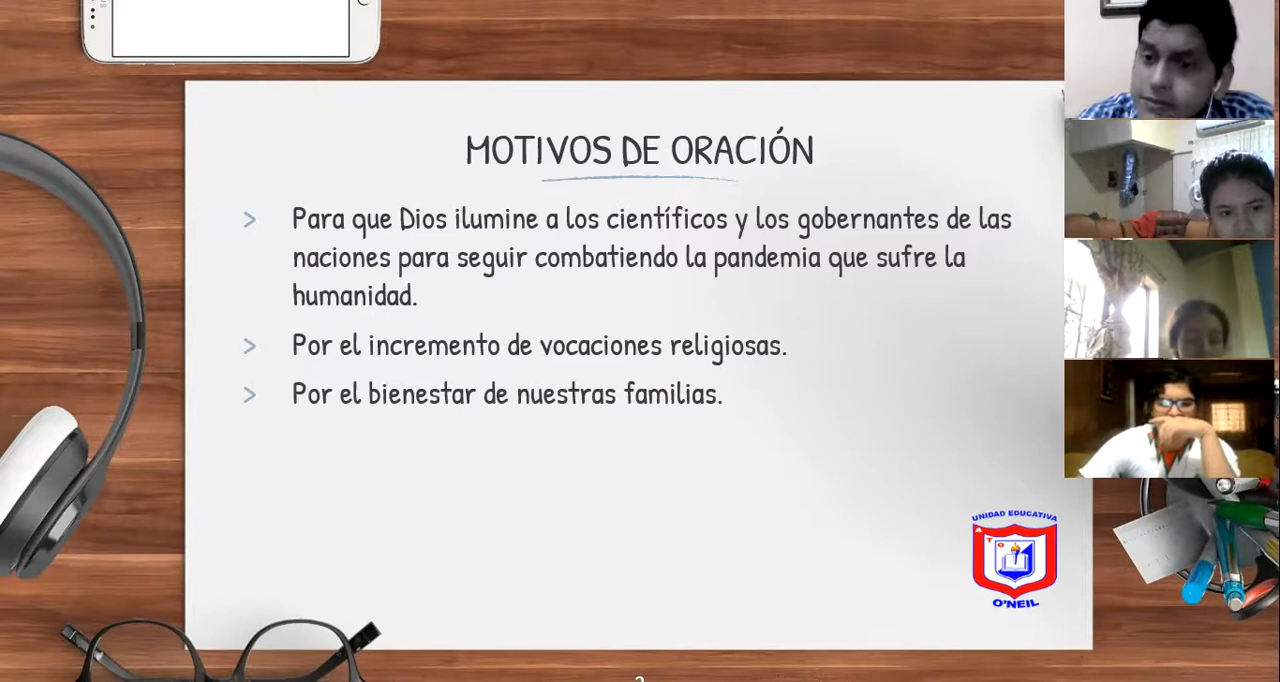 MOTIVOS DE ORACIÓN
> Para que Dios ilumine a los científicos y los gobernantes de las
naciones para seguir combatiendo la pandemia que sufre la
humanidad.
> Por el incremento de vocaciones religiosas.
> Por el bienestar de nuestras familias.
UNIDAD EDUCATIVA
A T O
O'NEIL